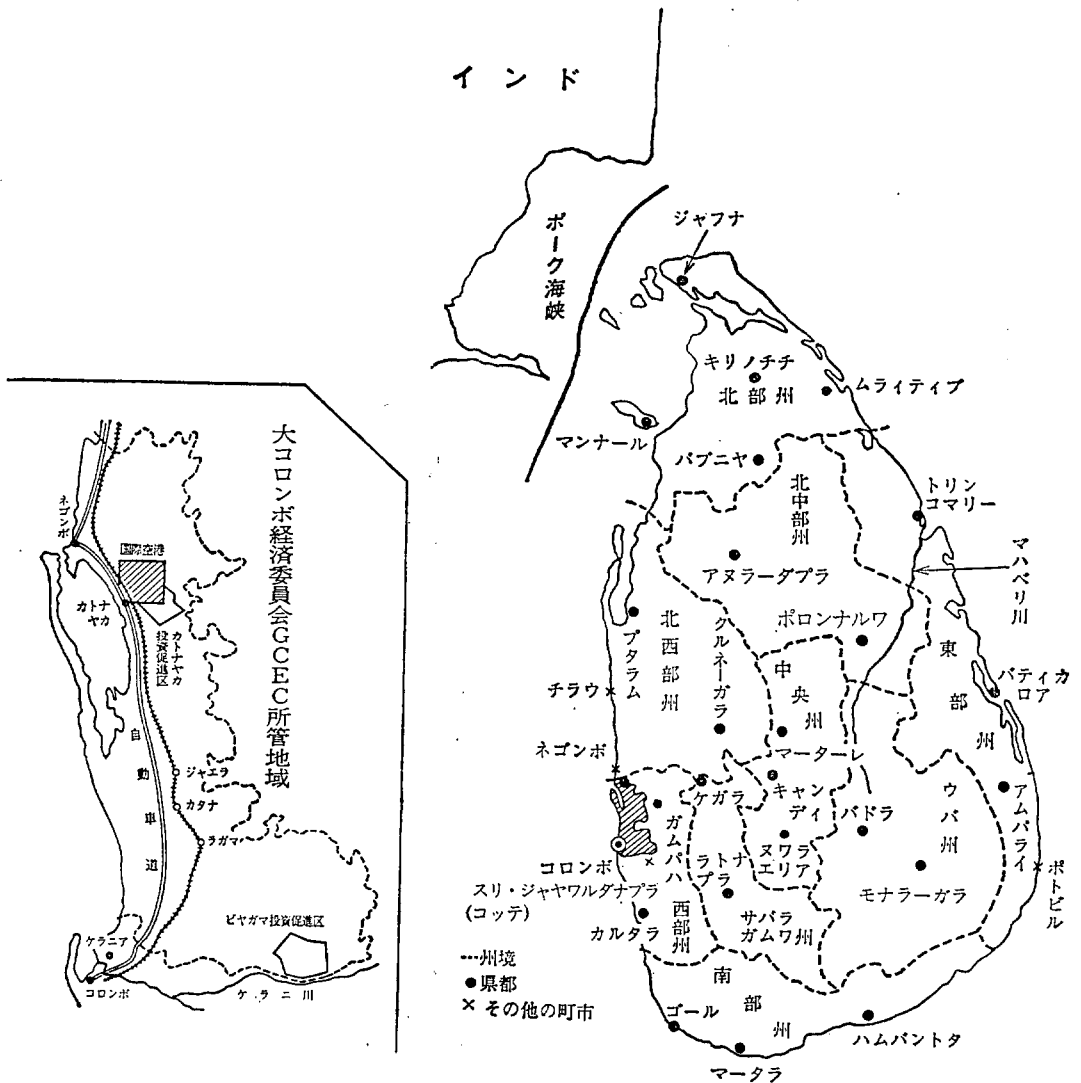 インド
ポーク海峡
ジャフナ
キリノチチ
北部州
ムライティブ
マンナール
バブニヤ
北中部州
トリン
コマリー
マハベリ川
アヌラーダプラ
ポロンナルワ
プタラム
北西部州
クルネーガラ
中央州
東部州
バティカ
ロア
チラウ
マーターレ
ネゴンボ
ケガラ
キャン
ディ
バドラ
ウバ州
アムパライ
ガムパハ
ヌワラ
エリア
コロンボ
ラトナ
プラ
モナラーガラ
ポトビル
スリ・ジャヤワルダナプラ
(コッテ)
カルタラ
西部州
サバラ
ガムワ州
南部州
ゴール
ハムバントタ
マータラ
---州境
●県都
× その他の町市
大コロンボ経済委員会GCEC所管地域
ネゴンボ
国際空港
カトナ
ヤカ
カトナヤカ
投資促進区
自動車道
ジャエラ
カタナ
ラガマ
ビヤガマ投資促進区
ケラニア
コロンボ
ケラニ川